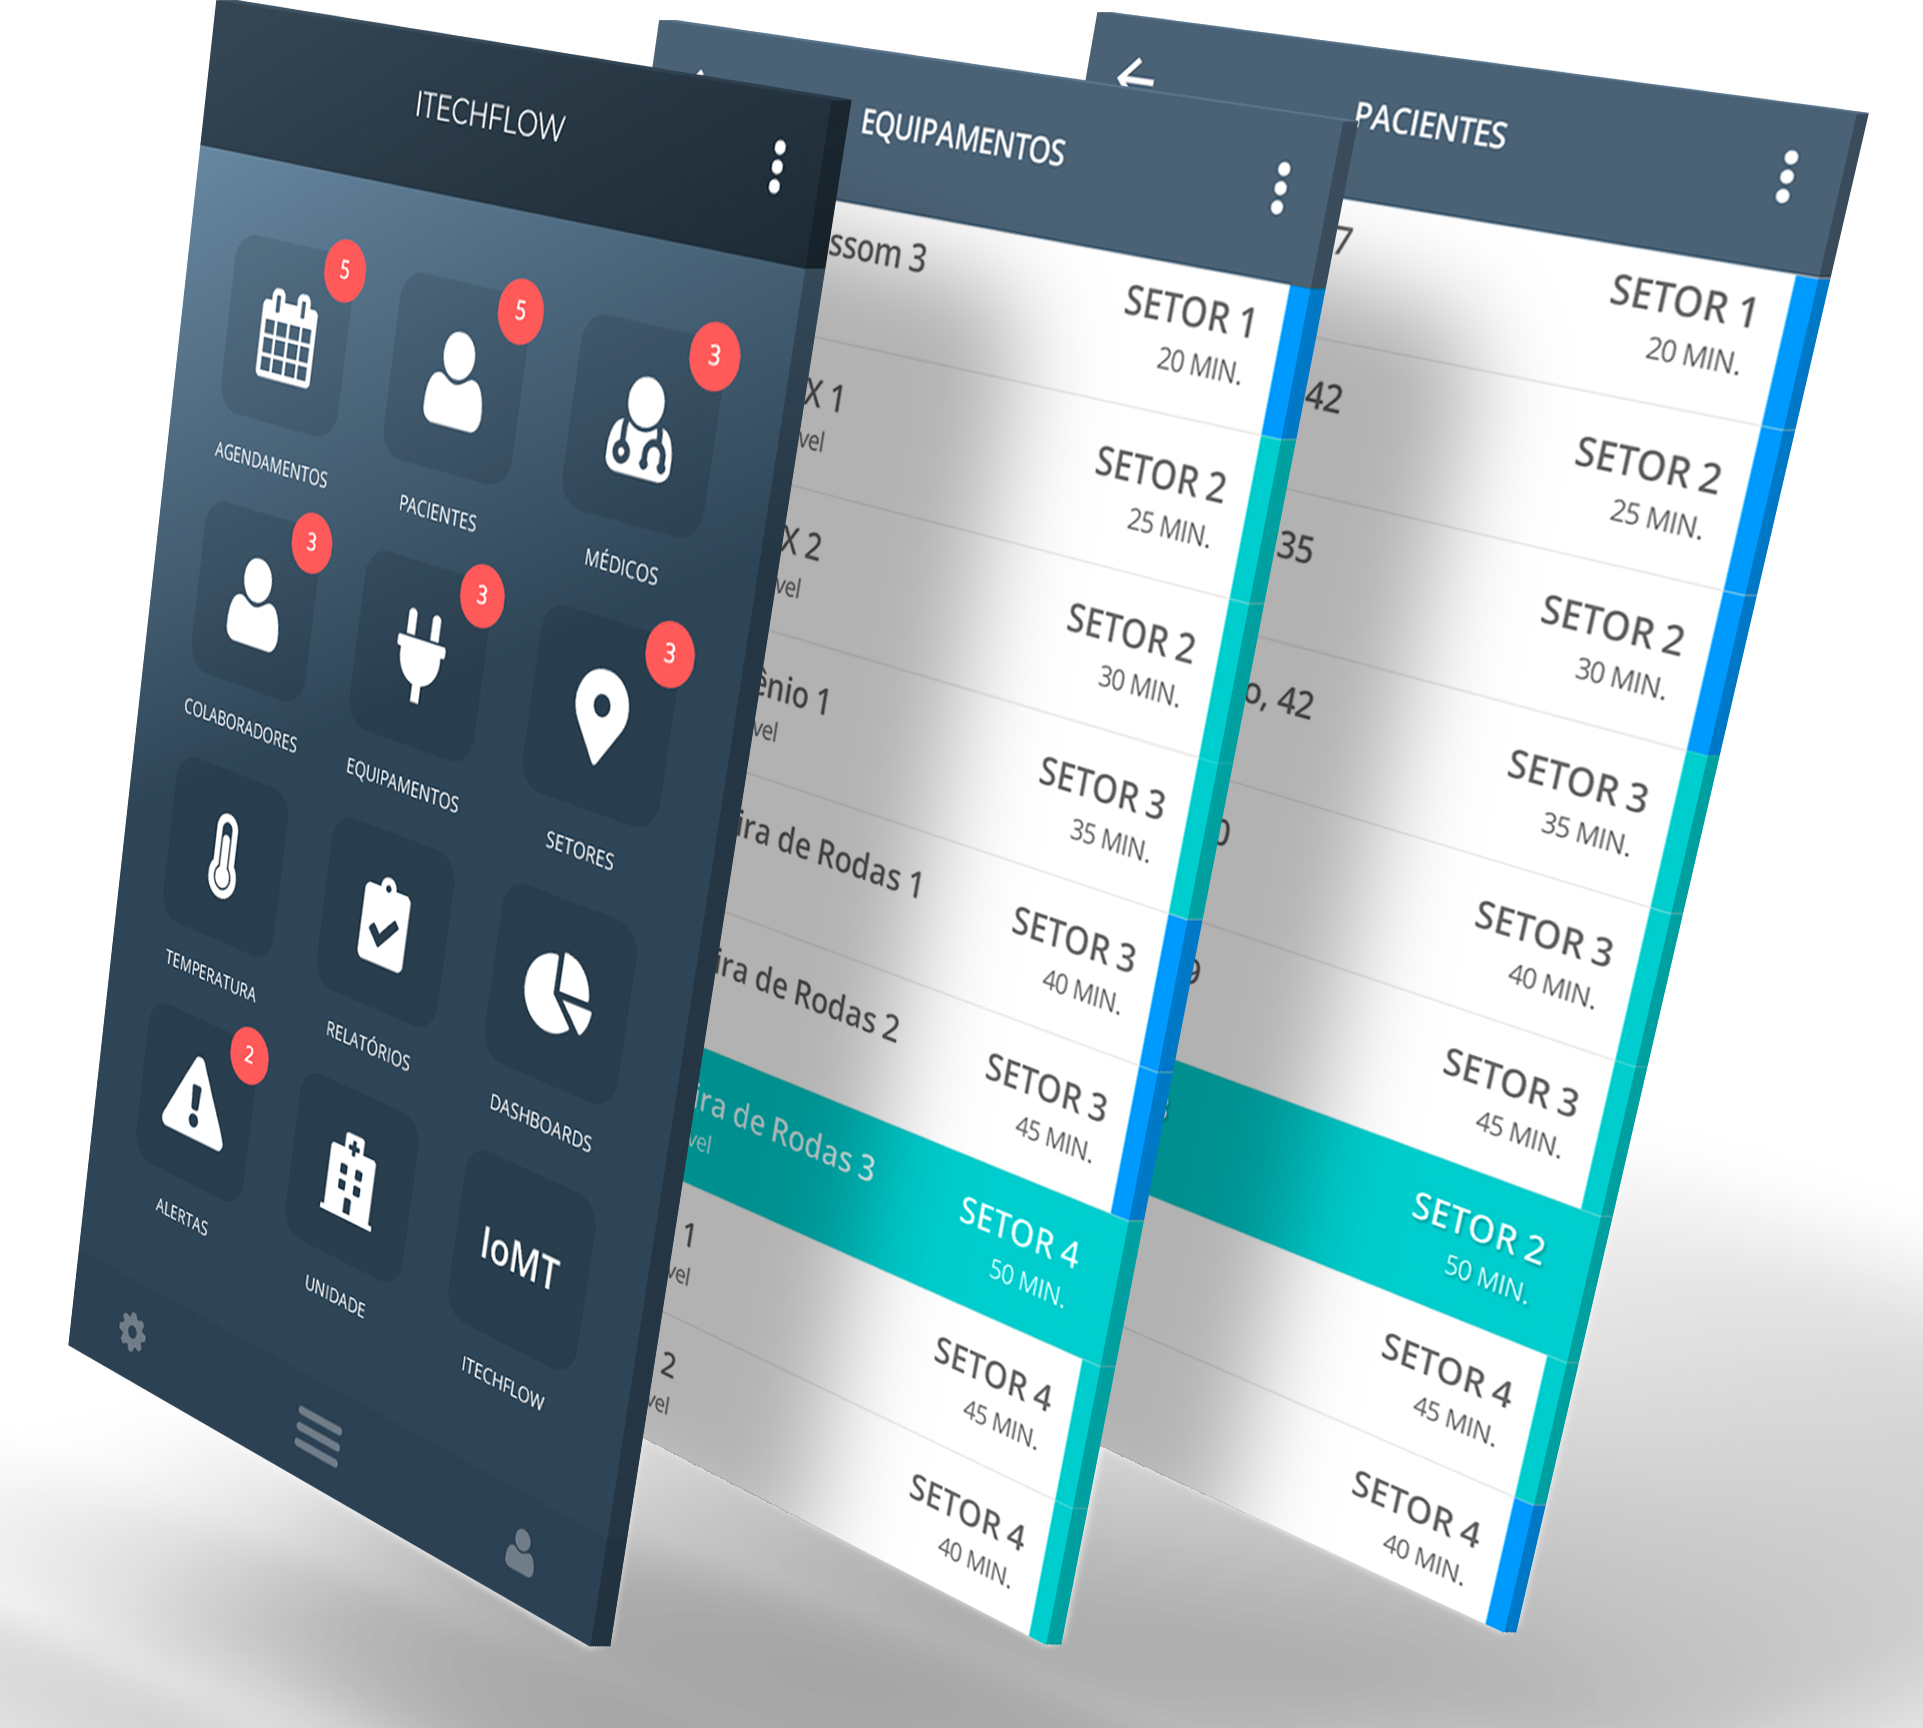 ITECHFLOW
5
5
3
AGENDAMENTOS
PACIENTES
MÉDICOS
3
3
3
COLABORADORES
EQUIPAMENTOS
SETORES
TEMPERATURA
RELATÓRIOS
DASHBOARDS
2
IoMT
ALERTAS
UNIDADE
ITECHFLOW
EQUIPAMENTOS
ssom 3
SETOR 1
20 MIN.
X 1
vel
SETOR 2
25 MIN.
X 2
vel
SETOR 2
30 MIN.
ênio 1
vel
SETOR 3
35 MIN.
ira de Rodas 1
SETOR 3
40 MIN.
ira de Rodas 2
SETOR 3
45 MIN.
ira de Rodas 3
vel
SETOR 4
50 MIN.
1
vel
SETOR 4
45 MIN.
2
vel
SETOR 4
40 MIN.
PACIENTES
7
SETOR 1
20 MIN.
42
SETOR 2
25 MIN.
35
SETOR 2
30 MIN.
o, 42
SETOR 3
35 MIN.
0
SETOR 3
40 MIN.
9
SETOR 3
45 MIN.
SETOR 2
50 MIN.
SETOR 4
45 MIN.
SETOR 4
40 MIN.